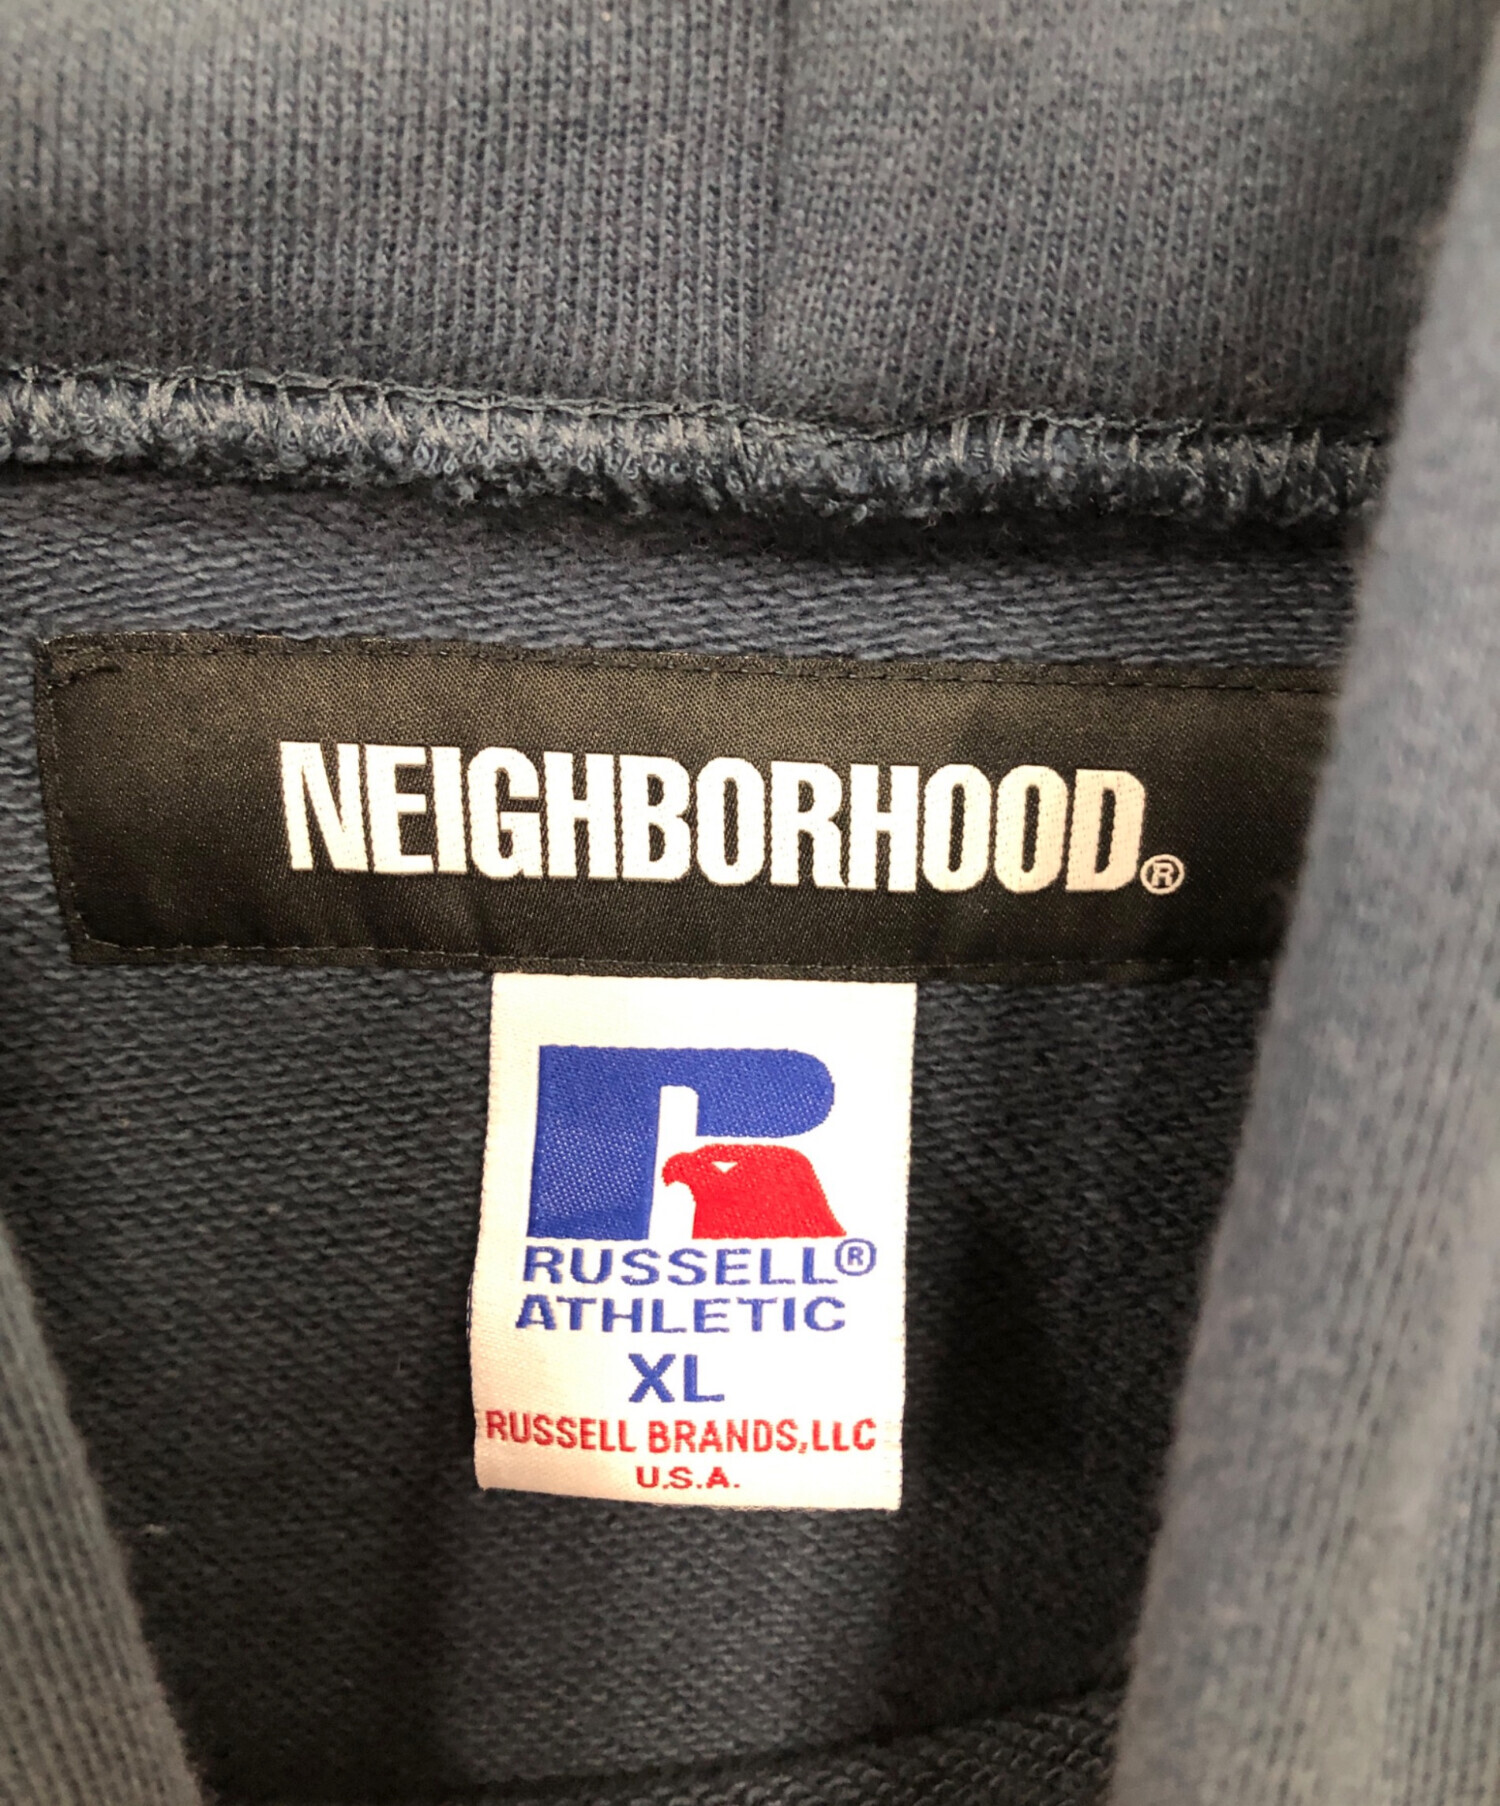 NEIGHBORHOOD®
RUSSELL®
ATHLETIC
XL
RUSSELL BRANDS,LLC
U.S.A.